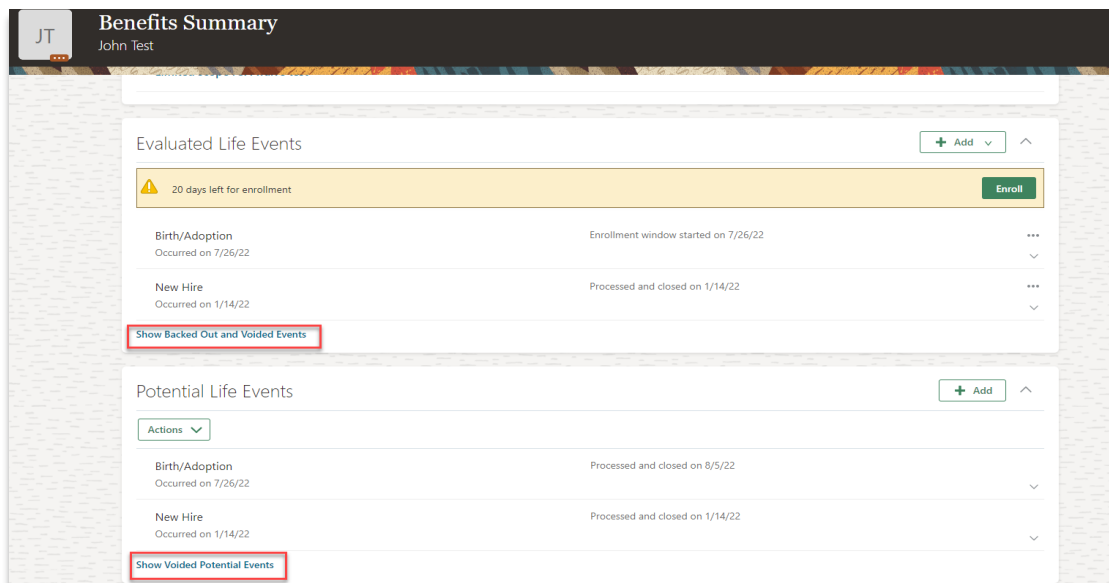 JT
Benefits Summary
John Test
Evaluated Life Events
Add
20 days left for enrollment
Enroll
Birth/Adoption
Enrollment window started on 7/26/22
Occurred on 7/26/22
New Hire
Processed and closed on 1/14/22
Occurred on 1/14/22
Show Backed Out and Voided Events
Potential Life Events
Add
Actions
Birth/Adoption
Processed and closed on 8/5/22
Occurred on 7/26/22
New Hire
Processed and closed on 1/14/22
Occurred on 1/14/22
Show Voided Potential Events